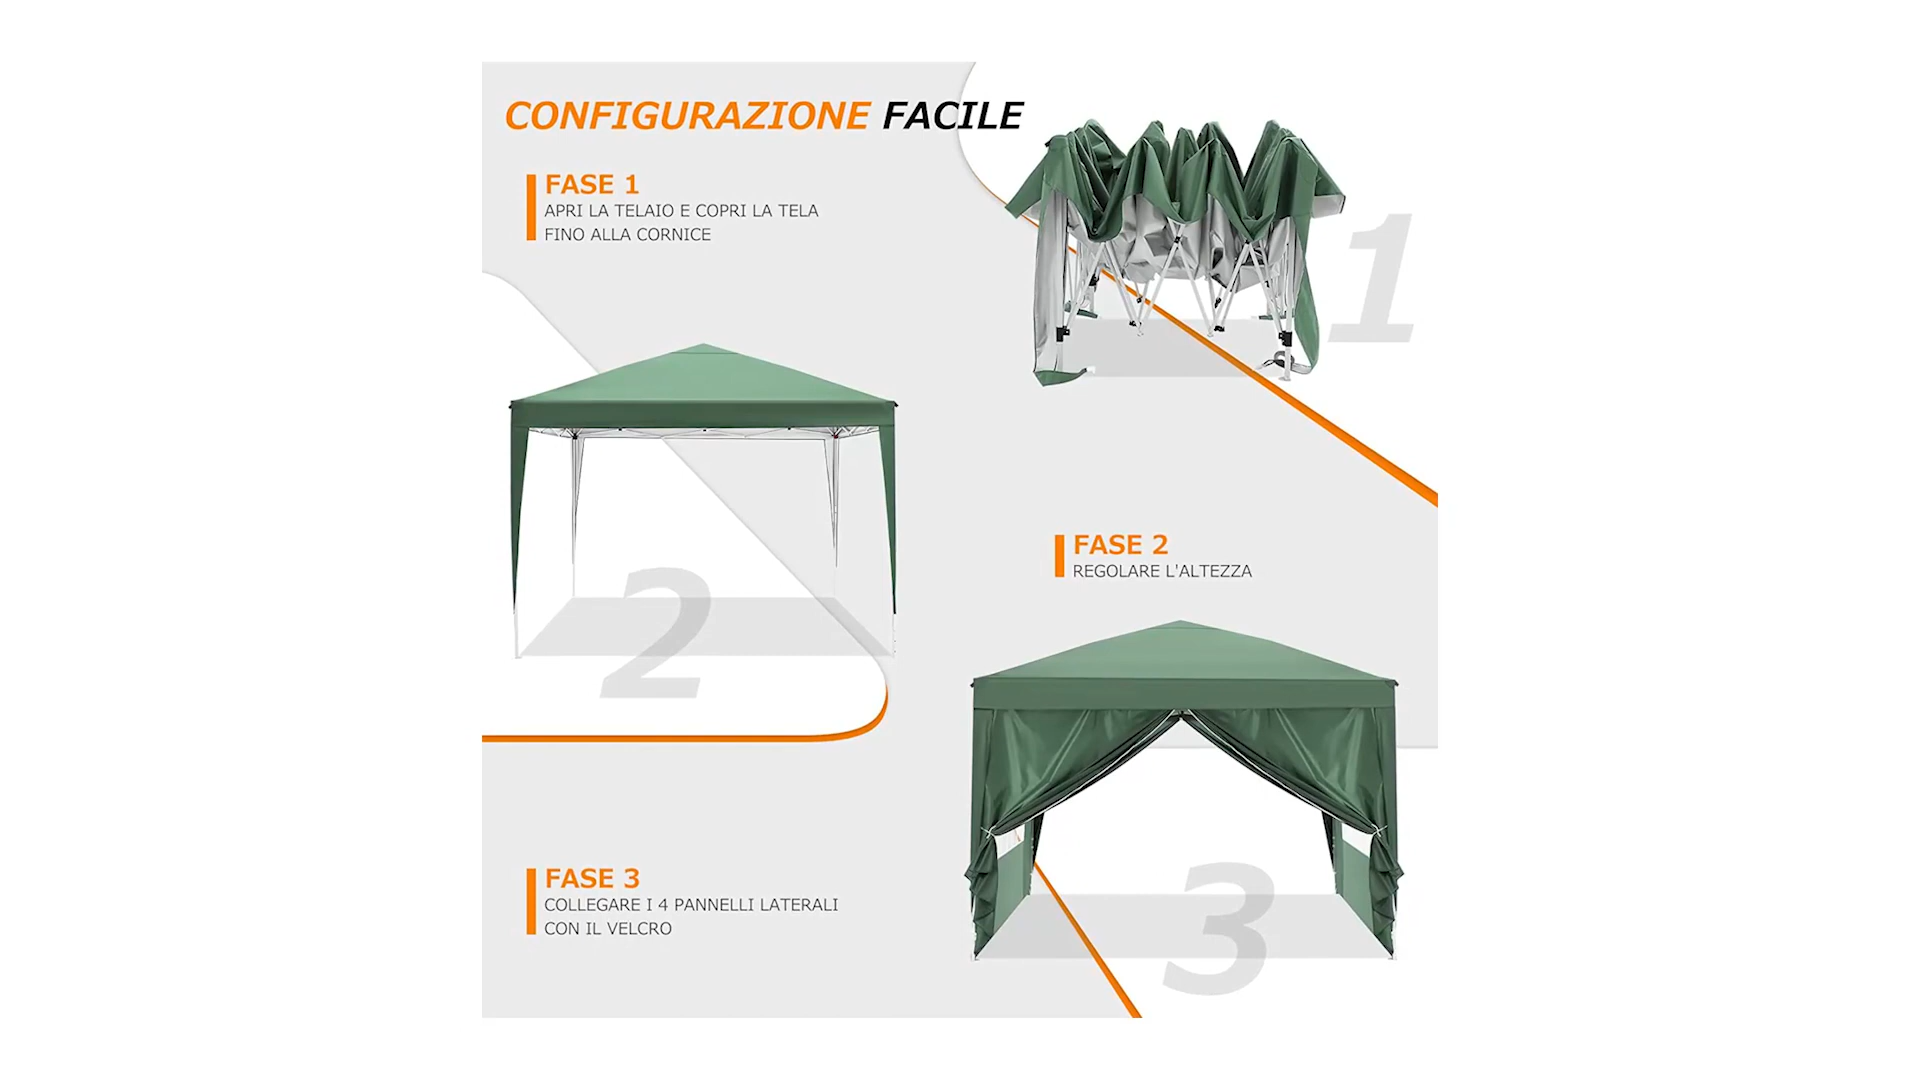 CONFIGURAZIONE FACILE
FASE 1
APRI LA TELAIO E COPRI LA TELA
FINO ALLA CORNICE
1
2
FASE 2
REGOLARE L'ALTEZZA
FASE 3
COLLEGARE I 4 PANNELLI LATERALI
CON IL VELCRO
3